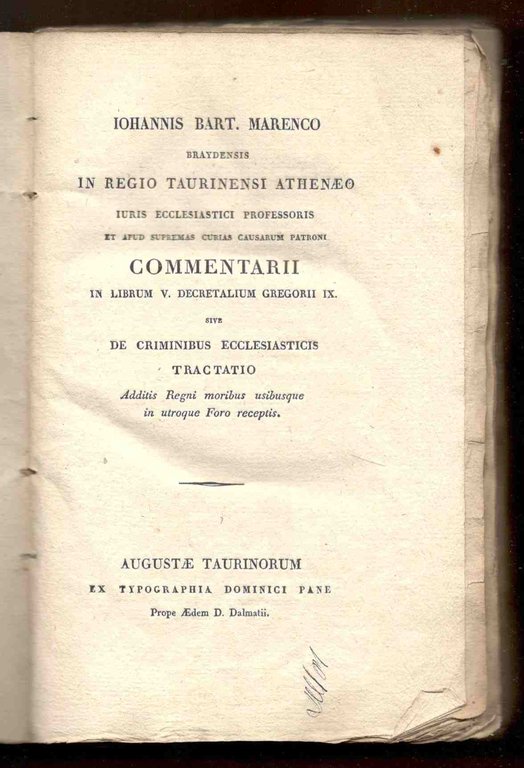 IOHANNIS BART. MARENCO
BRAYDENSIS
IN REGIO TAURINENSI ATHENÆO
IURIS ECCLESIASTICI PROFESSORIS
ET APUD SUPREMAS CURIAS CAUSARUM PATRONI
COMMENTARII
IN LIBRUM V. DECRETALIUM GREGORII IX.
SIVE
DE CRIMINIBUS ECCLESIASTICIS
TRACTATIO
Additis Regni moribus usibusque
in utroque Foro receptis.
AUGUSTÆ TAURINORUM
EX TYPOGRAPHIA DOMINICI PANE
Prope Ædem D. Dalmatii.